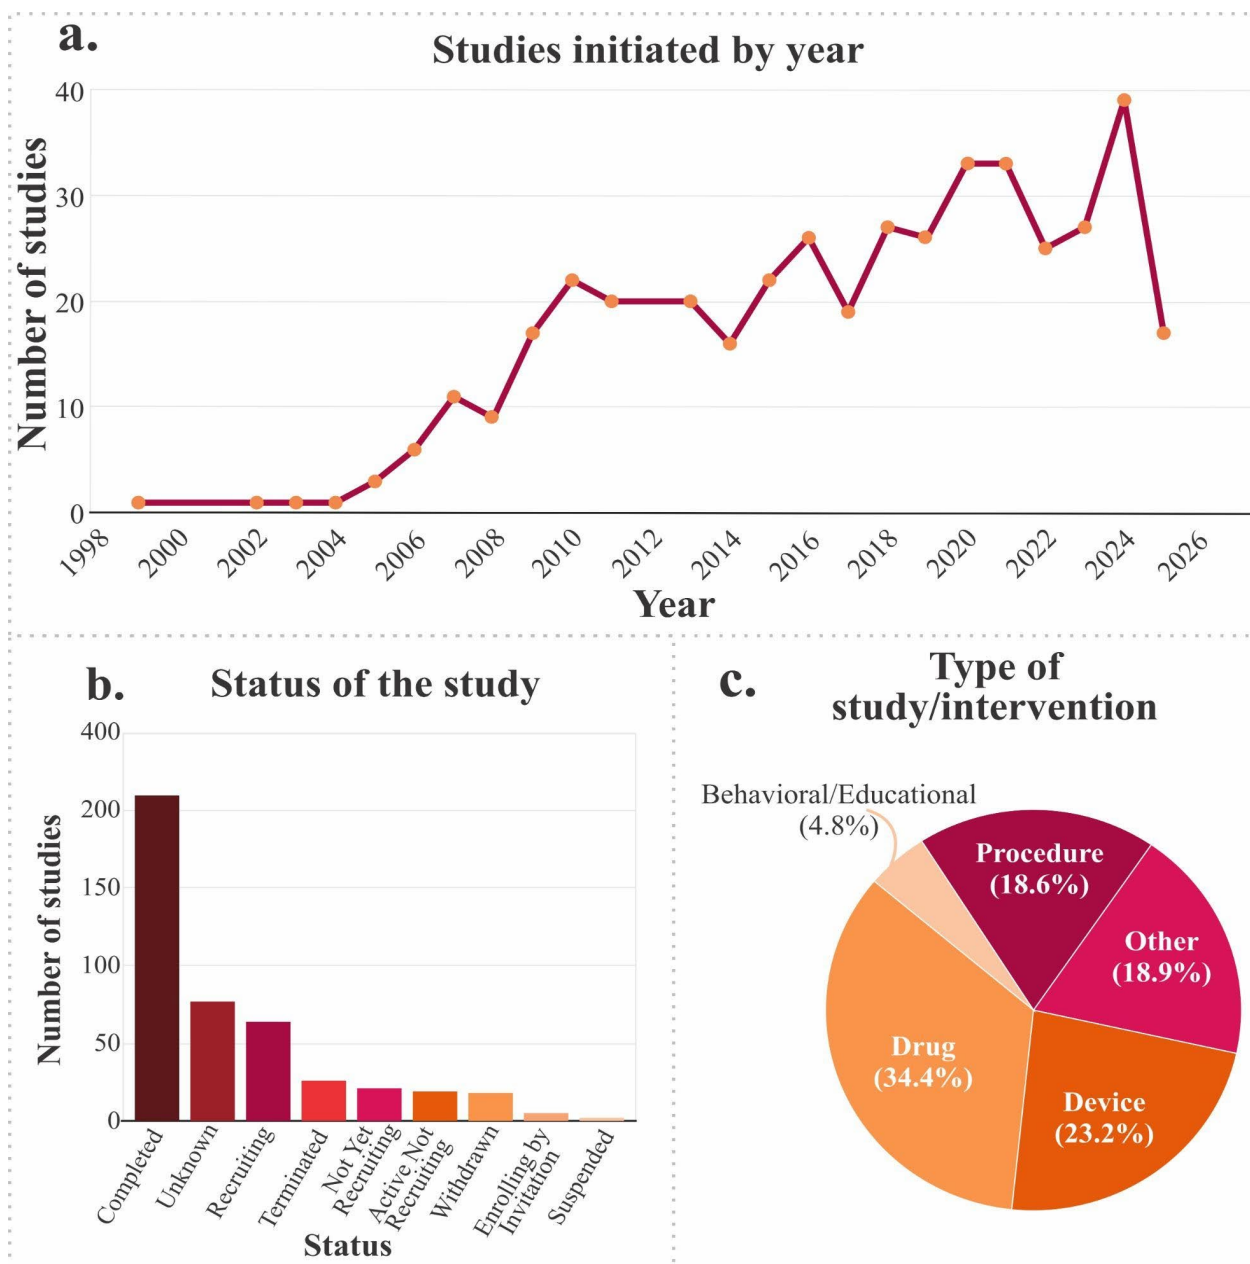 a.
Studies initiated by year
40
30
20
10
0
Number of studies
1998
2000
2002
2004
2006
2008
2010
2012
2014
2016
2018
2020
2022
2024
2026
Year
b.
Status of the study
400
200
150
100
50
0
Number of studies
Completed
Unknown
Recruiting
Terminated
Not Yet
Recruiting
Active Not
Recruiting
Withdrawn
Enrolling by
Invitation
Suspended
Status
c.
Type of
study/intervention
Behavioral/Educational
(4.8%)
Procedure
(18.6%)
Other
(18.9%)
Drug
(34.4%)
Device
(23.2%)